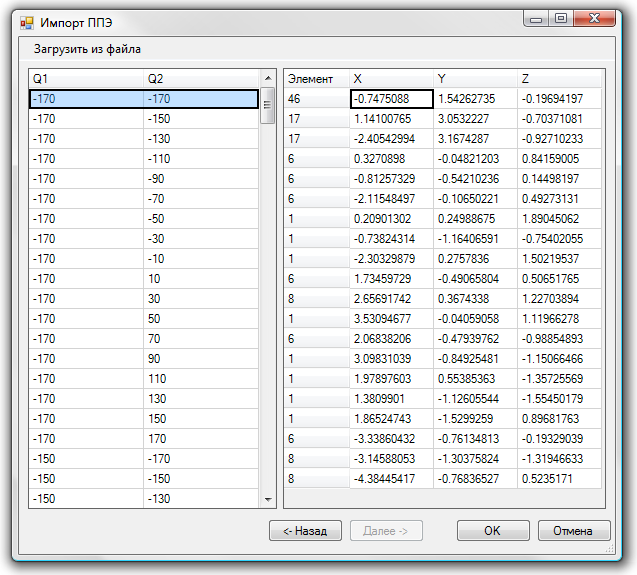 Импорт ППЭ
Загрузить из файла
Q1 Q2
-170 -170
-170 -150
-170 -130
-170 -110
-170 -90
-170 -70
-170 -50
-170 -30
-170 -10
-170 10
-170 30
-170 50
-170 70
-170 90
-170 110
-170 130
-170 150
-170 170
-150 -170
-150 -150
-150 -130
Элемент X Y Z
46 -0.7475088 1.54262735 -0.19694197
17 1.14100765 3.0532227 -0.70371081
17 -2.40542994 3.1674287 -0.92710233
6 0.3270898 -0.04821203 0.84159005
6 -0.81257329 -0.54210236 0.14498197
6 -2.11548497 -0.10650221 0.49273131
1 0.20901302 0.24988675 1.89045062
1 -0.73824314 -1.16406591 -0.75402055
1 -2.30329879 0.2757836 1.50219537
6 1.73459729 -0.49065804 0.50651765
8 2.65691742 0.3674338 1.22703894
1 3.53094677 -0.04059058 1.11966278
6 2.06838206 -0.47939762 -0.98854893
1 3.09831039 -0.84925481 -1.15066466
1 1.97897603 0.55385363 -1.35725569
1 1.3809901 -1.12605544 -1.55450179
1 1.86524743 -1.5299259 0.89681763
6 -3.33860432 -0.76134813 -0.19329039
8 -3.14588053 -1.30375824 -1.31946633
8 -4.38445417 -0.76836527 0.5235171
<- Назад Далее -> OK Отмена